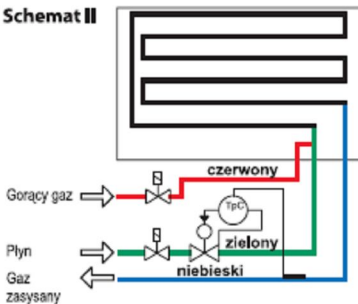 Schemat II
czerwony
Gorący gaz
TpC
Płyn
zielony
niebieski
Gaz
zasysany